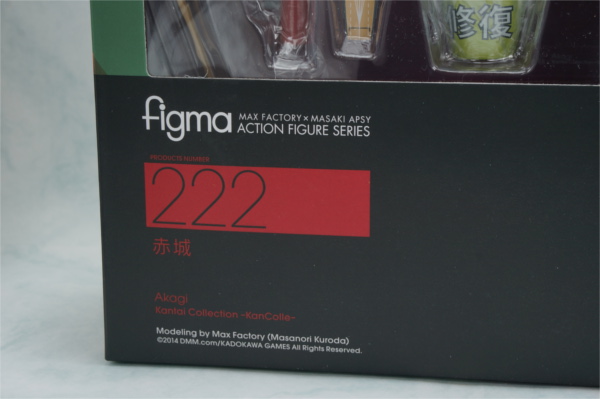 修復
figma
MAX FACTORY×MASAKI APSY
ACTION FIGURE SERIES
PRODUCTS NUMBER
222
赤城
Akagi
Kantai Collection -KanColle-
Modeling by Max Factory (Masanori Kuroda)
©2014 DMM.com/KADOKAWA GAMES All Rights Reserved.